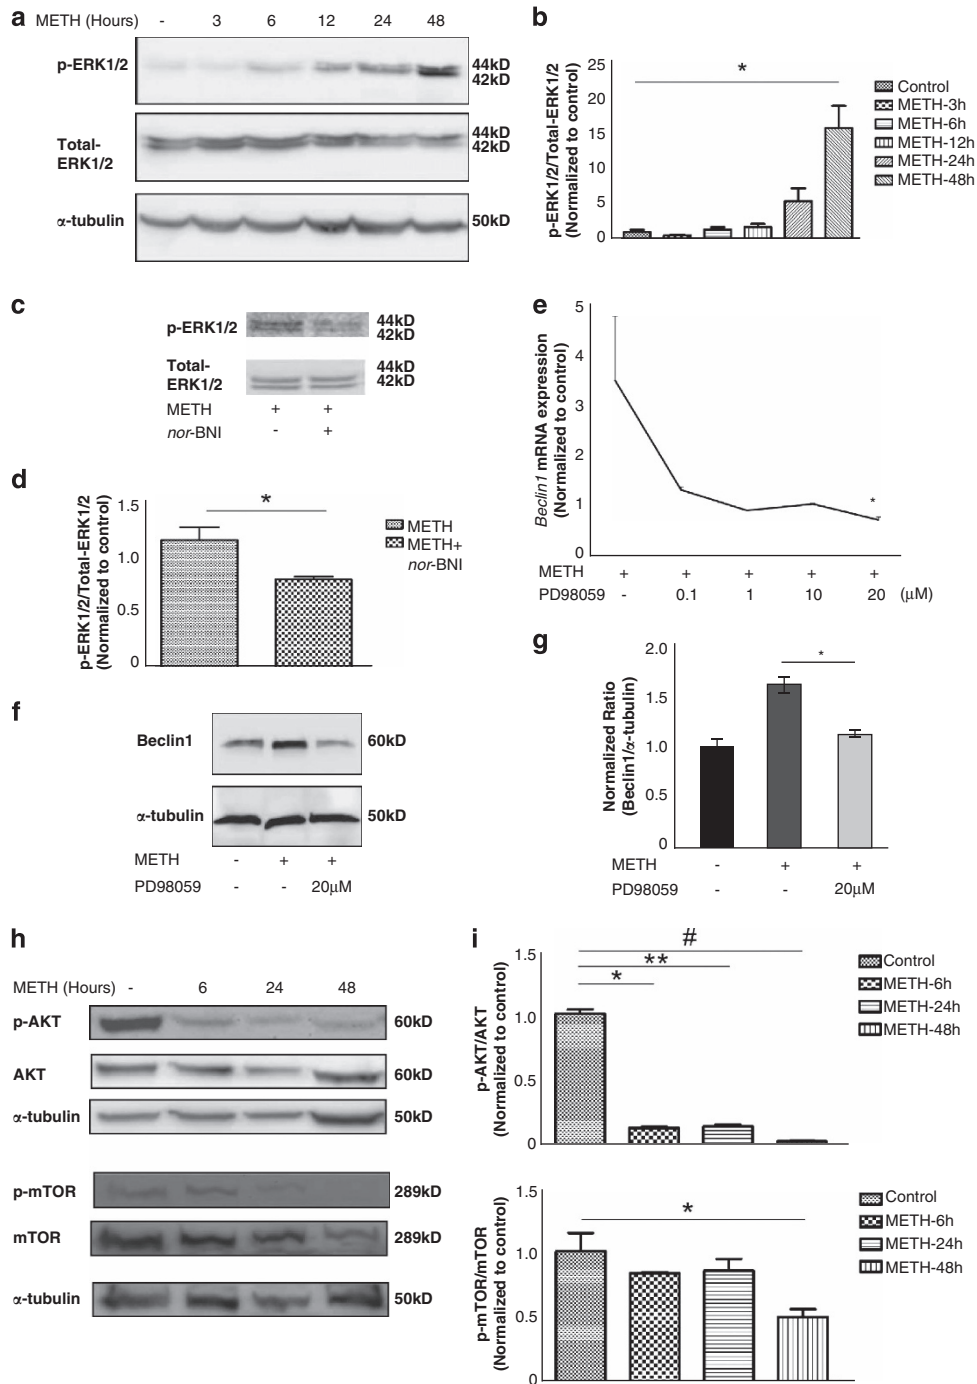 a
METH (Hours) - 3 6 12 24 48
p-ERK1/2
44kD
42kD
Total-
ERK1/2
44kD
42kD
α-tubulin
50kD
b
p-ERK1/2/Total-ERK1/2
(Normalized to control)
25
20
15
10
5
0
*
Control
METH-3h
METH-6h
METH-12h
METH-24h
METH-48h
c
p-ERK1/2
44kD
42kD
Total-
ERK1/2
44kD
42kD
METH + +
nor-BNI - +
d
p-ERK1/2/Total-ERK1/2
(Normalized to control)
1.5
1.0
0.5
0
*
METH
METH+
nor-BNI
e
Beclin1 mRNA expression
(Normalized to control)
5
4
3
2
1
0
*
METH + + + + +
PD98059 - 0.1 1 10 20 (μM)
f
Beclin1
60kD
α-tubulin
50kD
METH - + +
PD98059 - - 20μM
g
Normalized Ratio
(Beclin1/α-tubulin)
2.0
1.5
1.0
0.5
0
*
METH - + +
PD98059 - - 20μM
h
METH (Hours) - 6 24 48
p-AKT
60kD
AKT
60kD
α-tubulin
50kD
p-mTOR
289kD
mTOR
289kD
α-tubulin
50kD
i
p-AKT/AKT
(Normalized to control)
1.5
1.0
0.5
0
#
**
*
Control
METH-6h
METH-24h
METH-48h
p-mTOR/mTOR
(Normalized to control)
1.5
1.0
0.5
0
*
Control
METH-6h
METH-24h
METH-48h